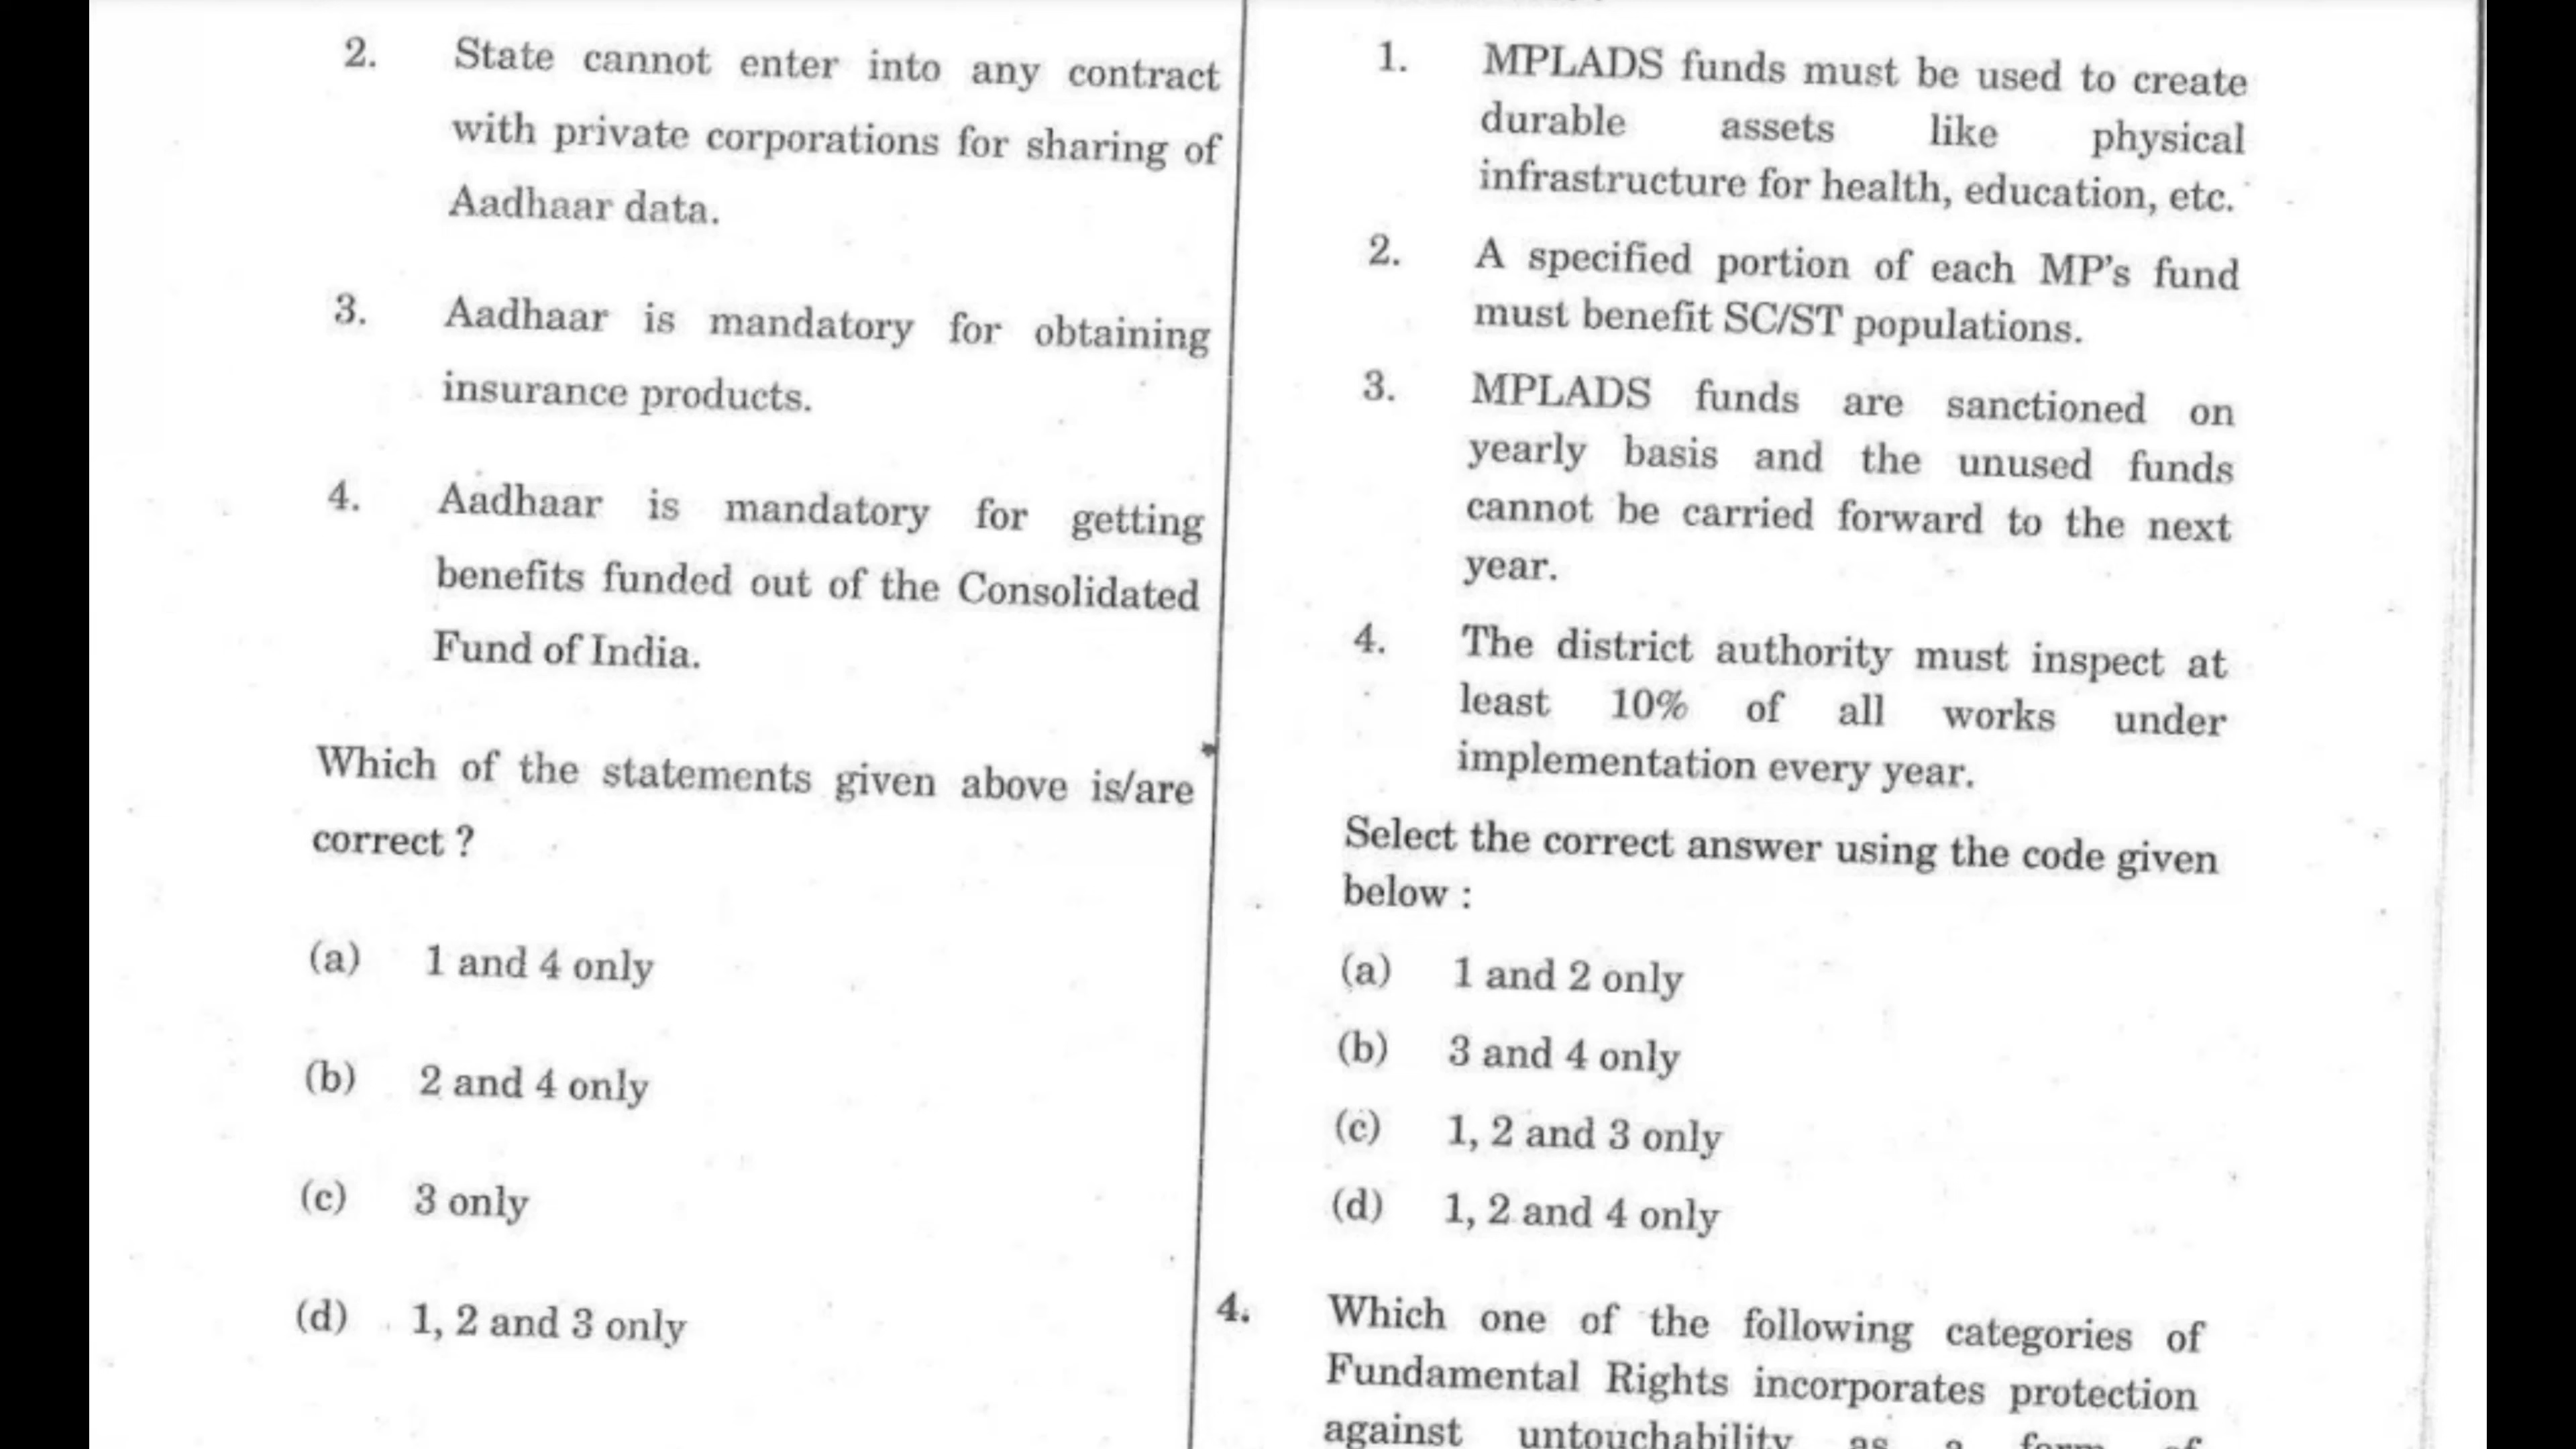 2. State cannot enter into any contract
with private corporations for sharing of
Aadhaar data.
3. Aadhaar is mandatory for obtaining
insurance products.
4. Aadhaar is mandatory for getting
benefits funded out of the Consolidated
Fund of India.
Which of the statements given above is/are
correct ?
(a) 1 and 4 only
(b) 2 and 4 only
(c) 3 only
(d) 1, 2 and 3 only
1. MPLADS funds must be used to create
durable assets like physical
infrastructure for health, education, etc.
2. A specified portion of each MP's fund
must benefit SC/ST populations.
3. MPLADS funds are sanctioned on
yearly basis and the unused funds
cannot be carried forward to the next
year.
4. The district authority must inspect at
least 10% of all works under
implementation every year.
Select the correct answer using the code given
below :
(a) 1 and 2 only
(b) 3 and 4 only
(c) 1, 2 and 3 only
(d) 1, 2 and 4 only
4. Which one of the following categories of
Fundamental Rights incorporates protection
against untouchability as a form of